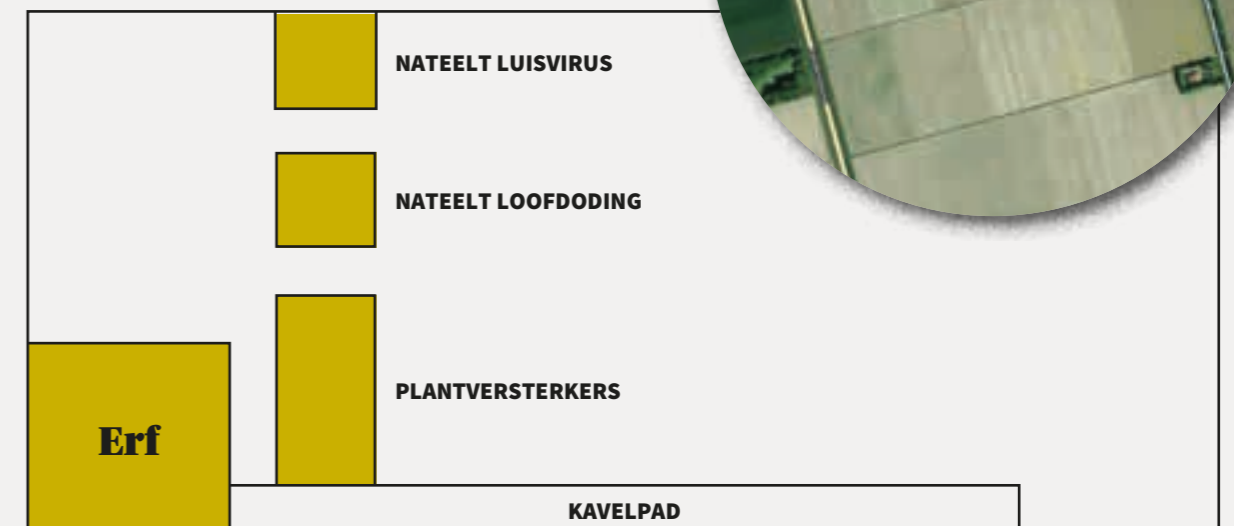 NATEELT LUISVIRUS
NATEELT LOOFDODING
PLANTVERSTERKERS
Erf
KAVELPAD